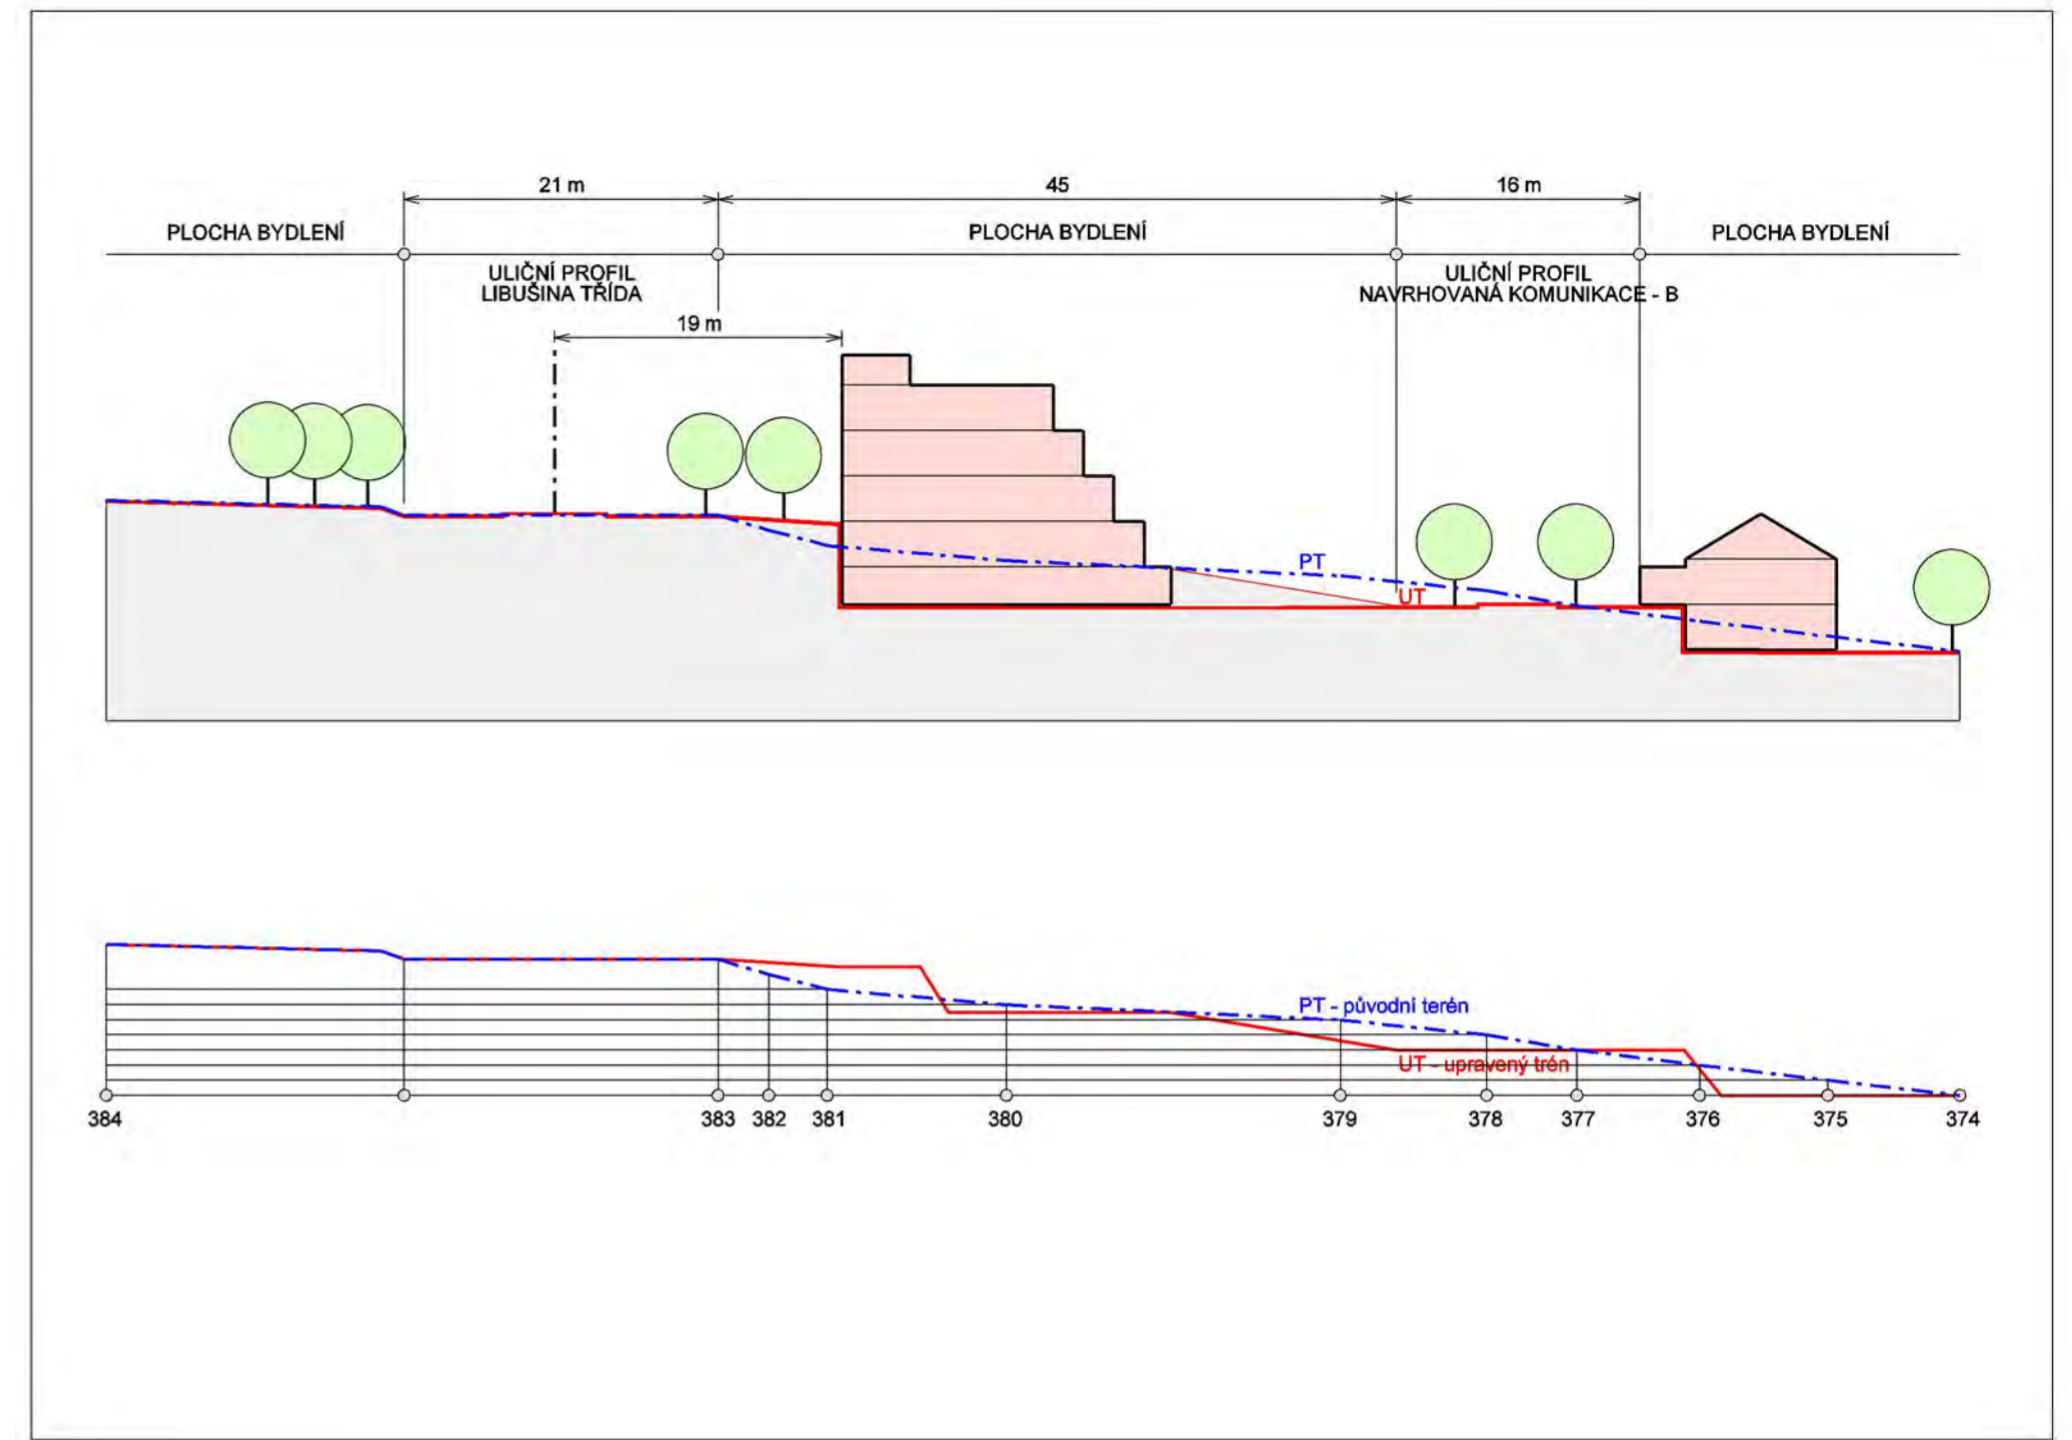 21 m
45
16 m
PLOCHA BYDLENÍ
PLOCHA BYDLENÍ
PLOCHA BYDLENÍ
ULIČNÍ PROFIL
LIBUŠINA TŘÍDA
ULIČNÍ PROFIL
NAVRHOVANÁ KOMUNIKACE - B
19 m
PT
UT
PT - původní terén
UT - upravený trén
384
383
382
381
380
379
378
377
376
375
374